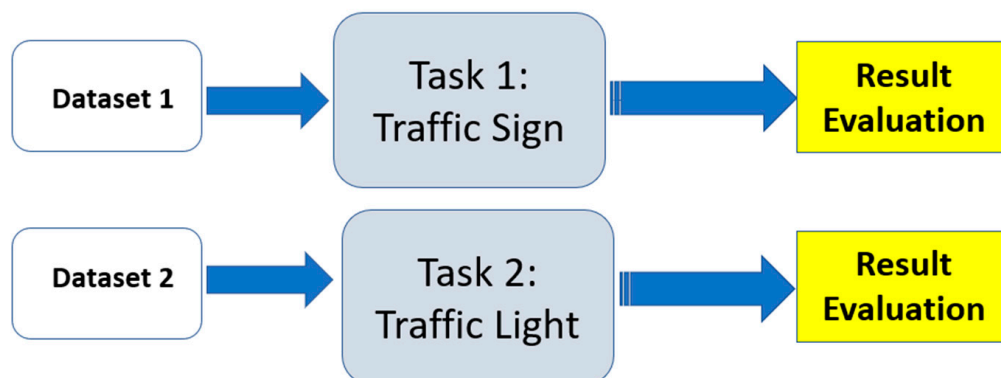 Dataset 1
Task 1:
Traffic Sign
Result
Evaluation
Dataset 2
Task 2:
Traffic Light
Result
Evaluation